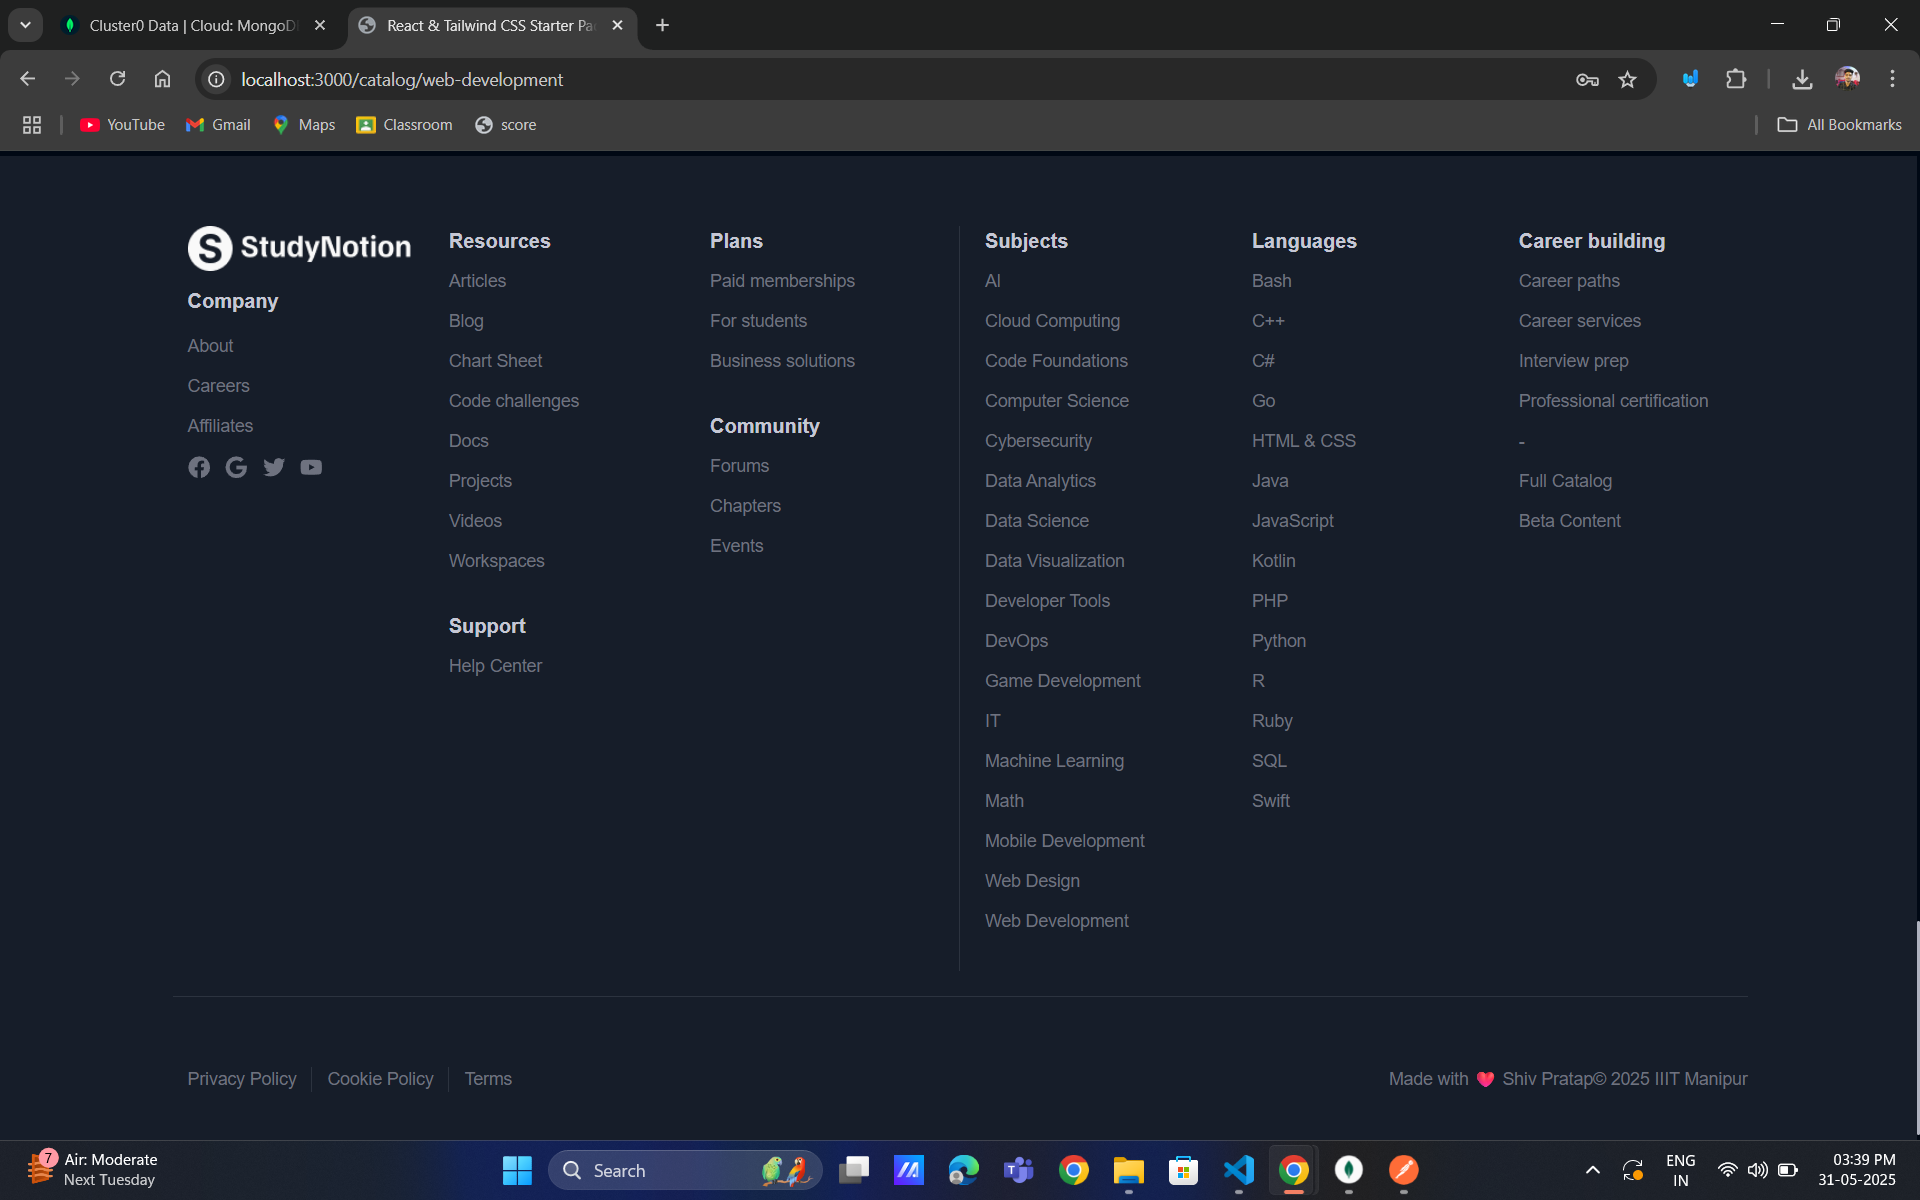 Cluster0 Data | Cloud: MongoD
React & Tailwind CSS Starter Pa
localhost:3000/catalog/web-development
YouTube
Gmail
Maps
Classroom
score
All Bookmarks
StudyNotion
Company
About
Careers
Affiliates
Resources
Articles
Blog
Chart Sheet
Code challenges
Docs
Projects
Videos
Workspaces
Support
Help Center
Plans
Paid memberships
For students
Business solutions
Community
Forums
Chapters
Events
Subjects
AI
Cloud Computing
Code Foundations
Computer Science
Cybersecurity
Data Analytics
Data Science
Data Visualization
Developer Tools
DevOps
Game Development
IT
Machine Learning
Math
Mobile Development
Web Design
Web Development
Languages
Bash
C++
C#
Go
HTML & CSS
Java
JavaScript
Kotlin
PHP
Python
R
Ruby
SQL
Swift
Career building
Career paths
Career services
Interview prep
Professional certification
-
Full Catalog
Beta Content
Privacy Policy
Cookie Policy
Terms
Made with ❤️ Shiv Pratap© 2025 IIIT Manipur
7
Air: Moderate
Next Tuesday
Search
ENG
IN
03:39 PM
31-05-2025